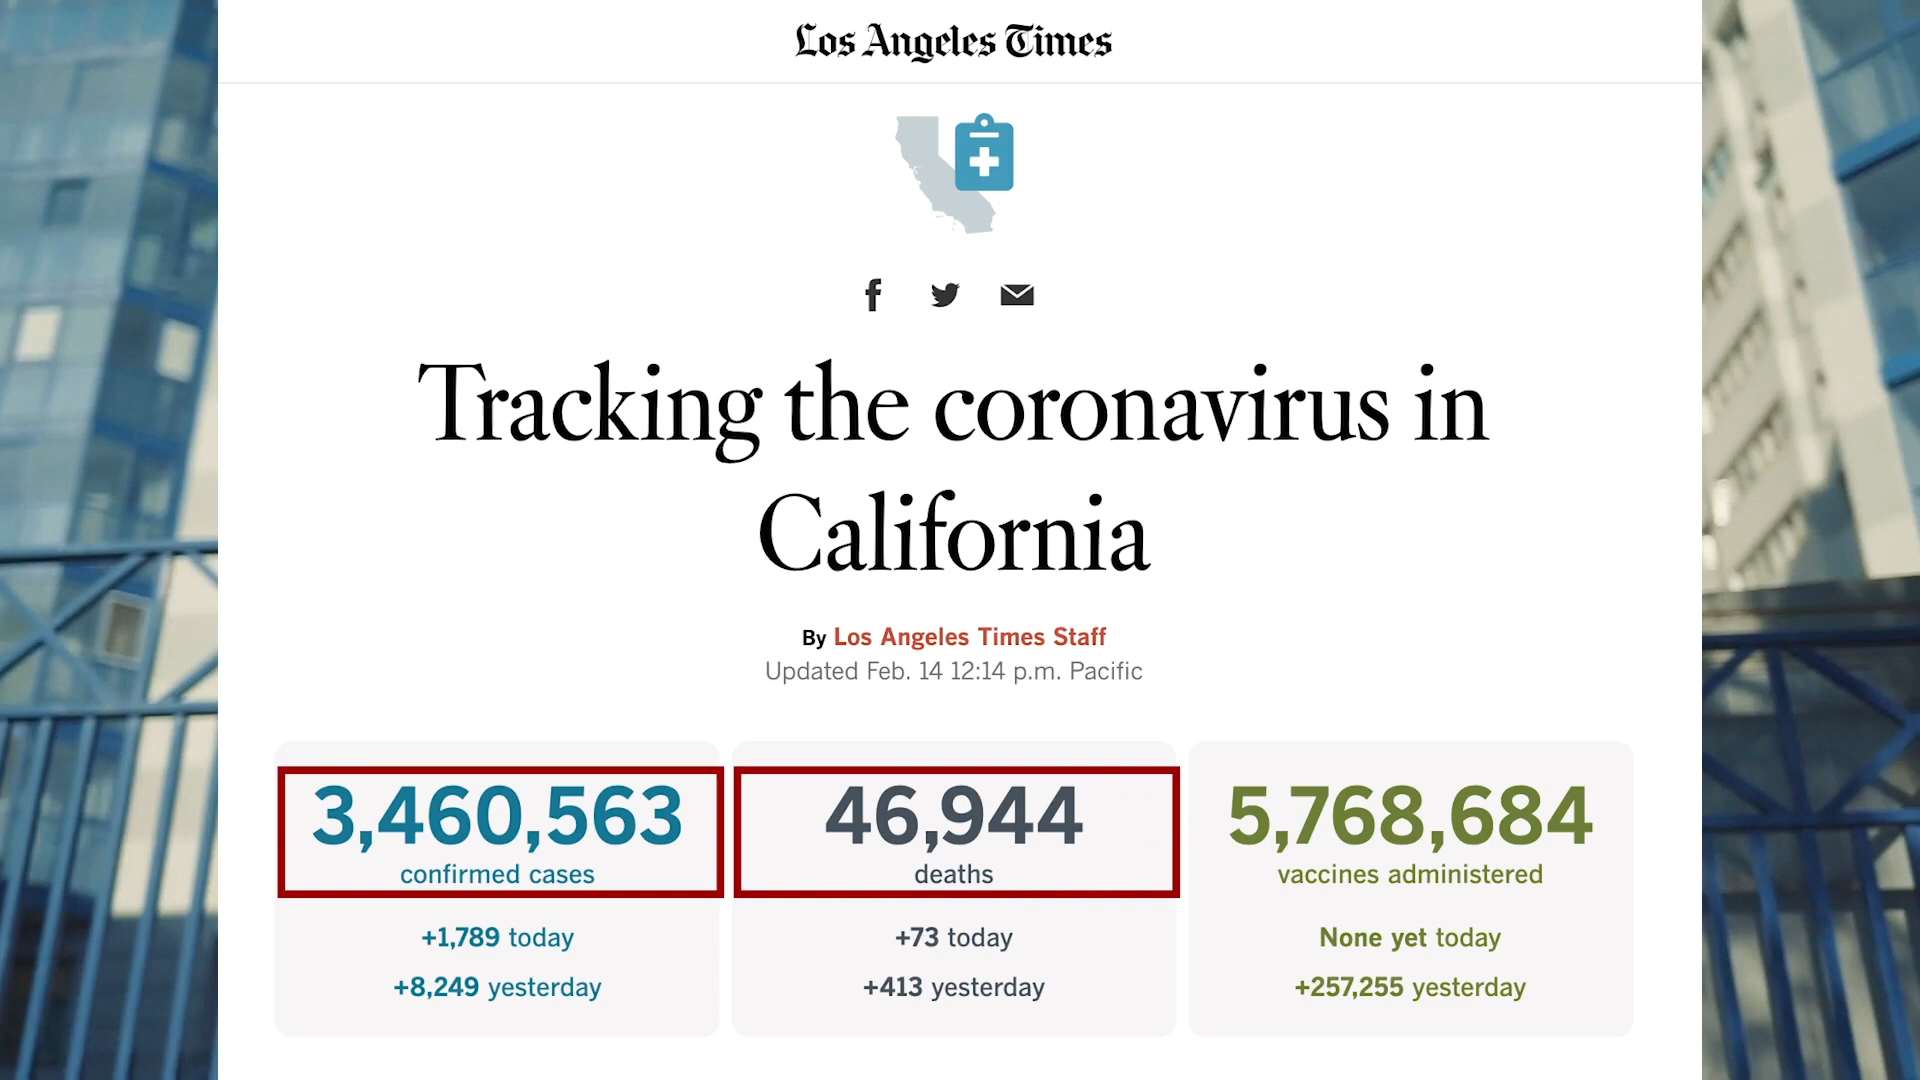 Los Angeles Times
Tracking the coronavirus in
California
By Los Angeles Times Staff
Updated Feb. 14 12:14 p.m. Pacific
3,460,563
confirmed cases
+1,789 today
+8,249 yesterday
46,944
deaths
+73 today
+413 yesterday
5,768,684
vaccines administered
None yet today
+257,255 yesterday